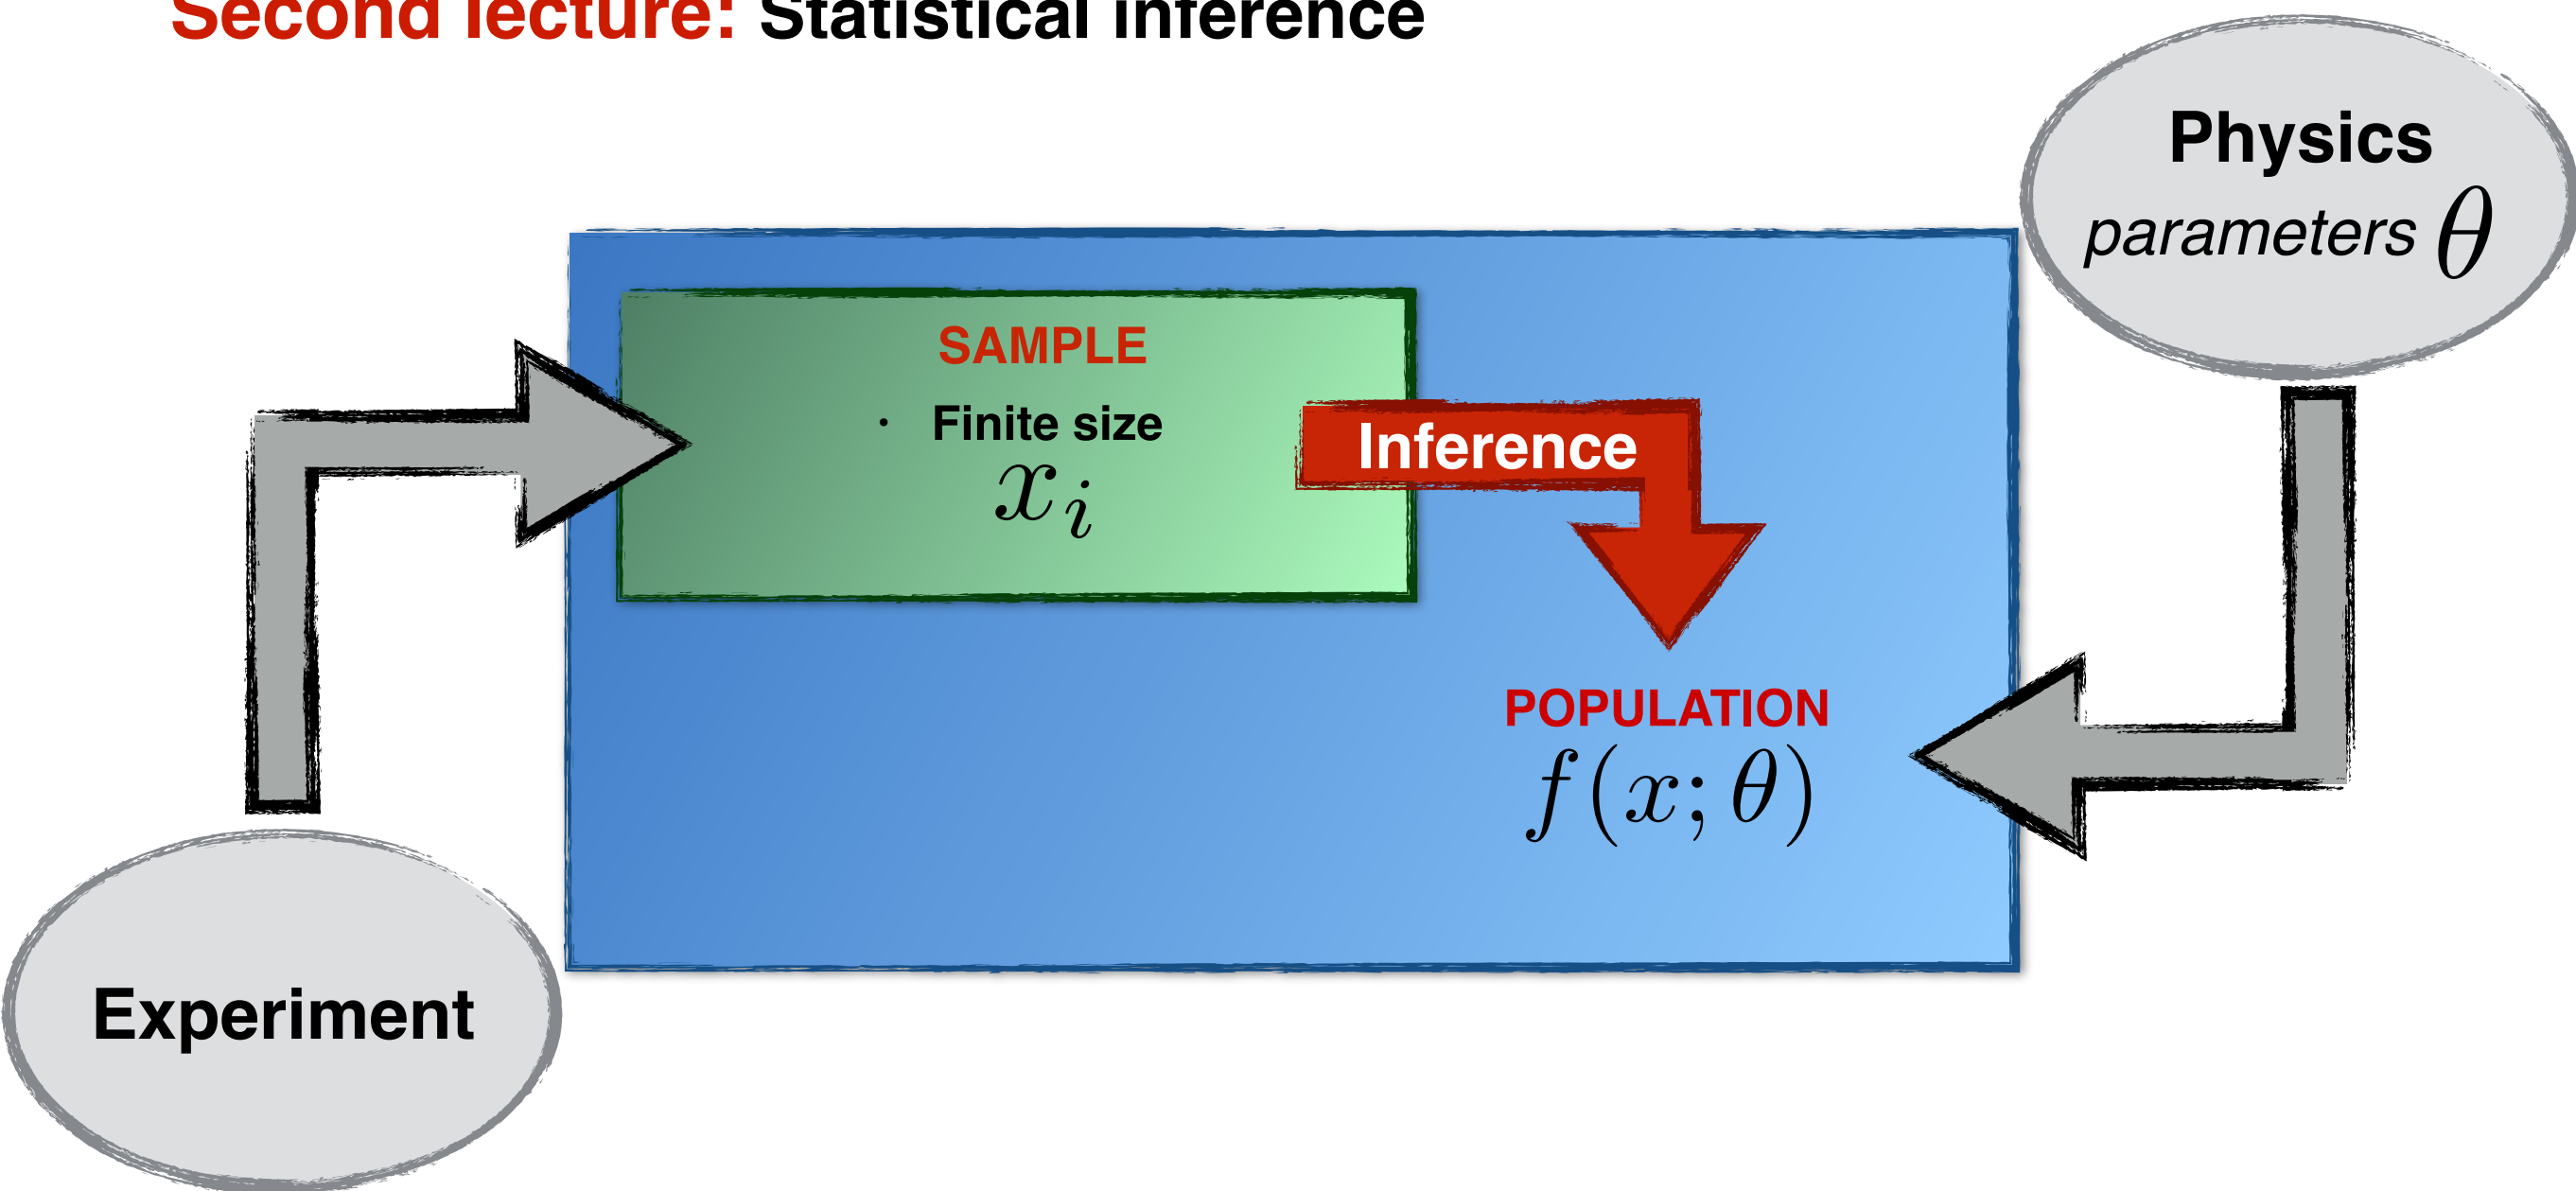 Second lecture: Statistical inference
Physics
parameters θ
SAMPLE
· Finite size
x_i
Inference
POPULATION
f(x; θ)
Experiment